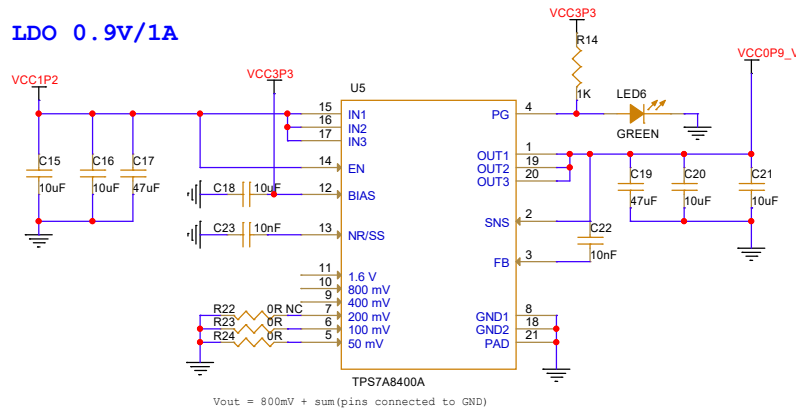 LDO 0.9V/1A
VCC3P3
R14
1K
VCC0P9_V
VCC1P2
VCC3P3
U5
LED6
GREEN
C15
10uF
C16
10uF
C17
47uF
C18
10uF
C23
10nF
15
16
17
14
12
13
11
10
9
7
6
5
IN1
IN2
IN3
EN
BIAS
NR/SS
1.6 V
800 mV
400 mV
200 mV
100 mV
50 mV
PG
OUT1
OUT2
OUT3
SNS
FB
GND1
GND2
PAD
4
1
19
20
2
3
8
18
21
C19
47uF
C20
10uF
C21
10uF
C22
10nF
R22 0R NC
R23 0R
R24 0R
TPS7A8400A
Vout = 800mV + sum(pins connected to GND)